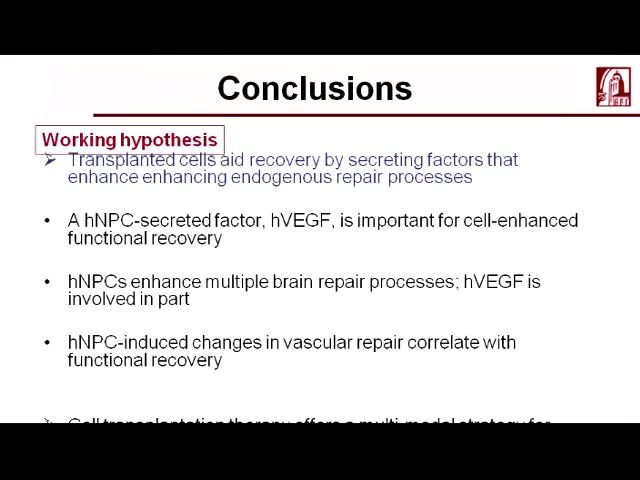 Conclusions
Working hypothesis
➢ Transplanted cells aid recovery by secreting factors that
enhance enhancing endogenous repair processes
• A hNPC-secreted factor, hVEGF, is important for cell-enhanced
functional recovery
• hNPCs enhance multiple brain repair processes; hVEGF is
involved in part
• hNPC-induced changes in vascular repair correlate with
functional recovery
➢ Cell transplantation therapy offers a multi-modal strategy for